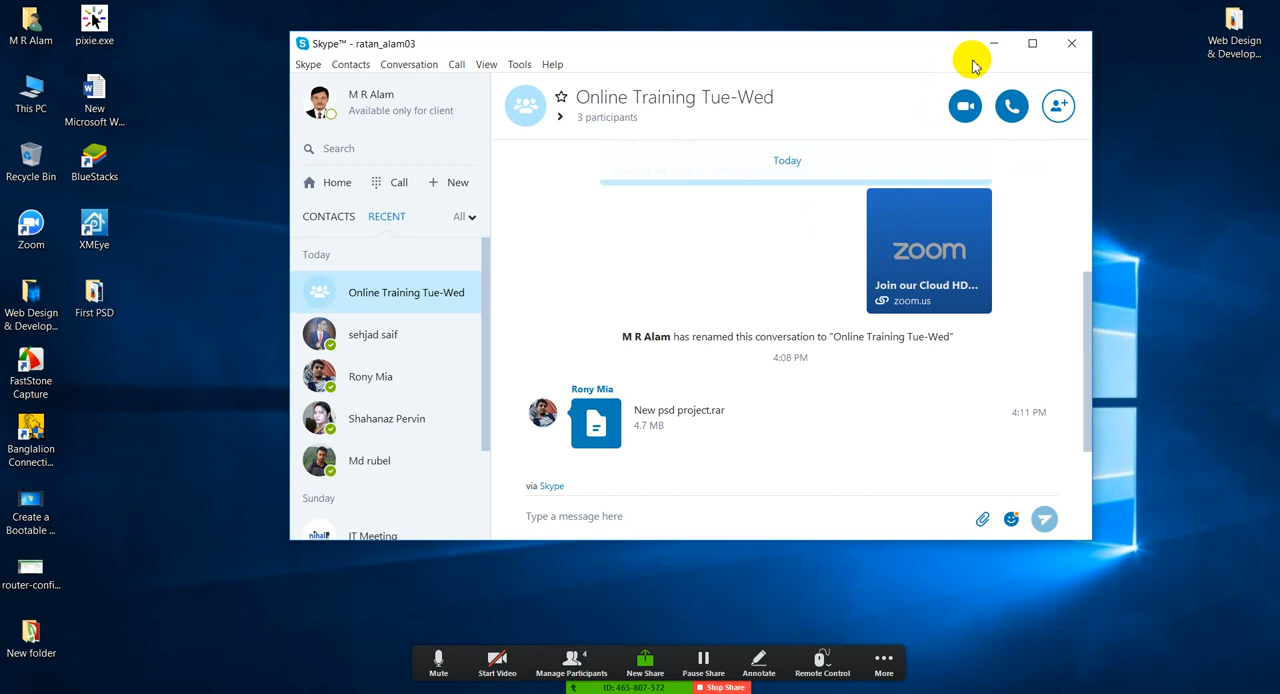 M R Alam
pixie.exe
This PC
New
Microsoft W...
Recycle Bin
BlueStacks
Zoom
XMEye
Web Design
& Develop...
First PSD
FastStone
Capture
Banglalion
Connecti...
Create a
Bootable ...
router-confi...
New folder
Web Design
& Develop...
Skype™ - ratan_alam03
Skype Contacts Conversation Call View Tools Help
M R Alam
Available only for client
Search
Home Call New
CONTACTS RECENT All
Today
Online Training Tue-Wed
sehjad saif
Rony Mia
Shahanaz Pervin
Md rubel
Sunday
nihall
IT Meeting
Online Training Tue-Wed
3 participants
Today
zoom
Join our Cloud HD...
zoom.us
M R Alam has renamed this conversation to "Online Training Tue-Wed"
4:08 PM
Rony Mia
New psd project.rar
4.7 MB
4:11 PM
via Skype
Type a message here
4
Mute Start Video Manage Participants New Share Pause Share Annotate Remote Control More
ID: 465-807-572 Stop Share